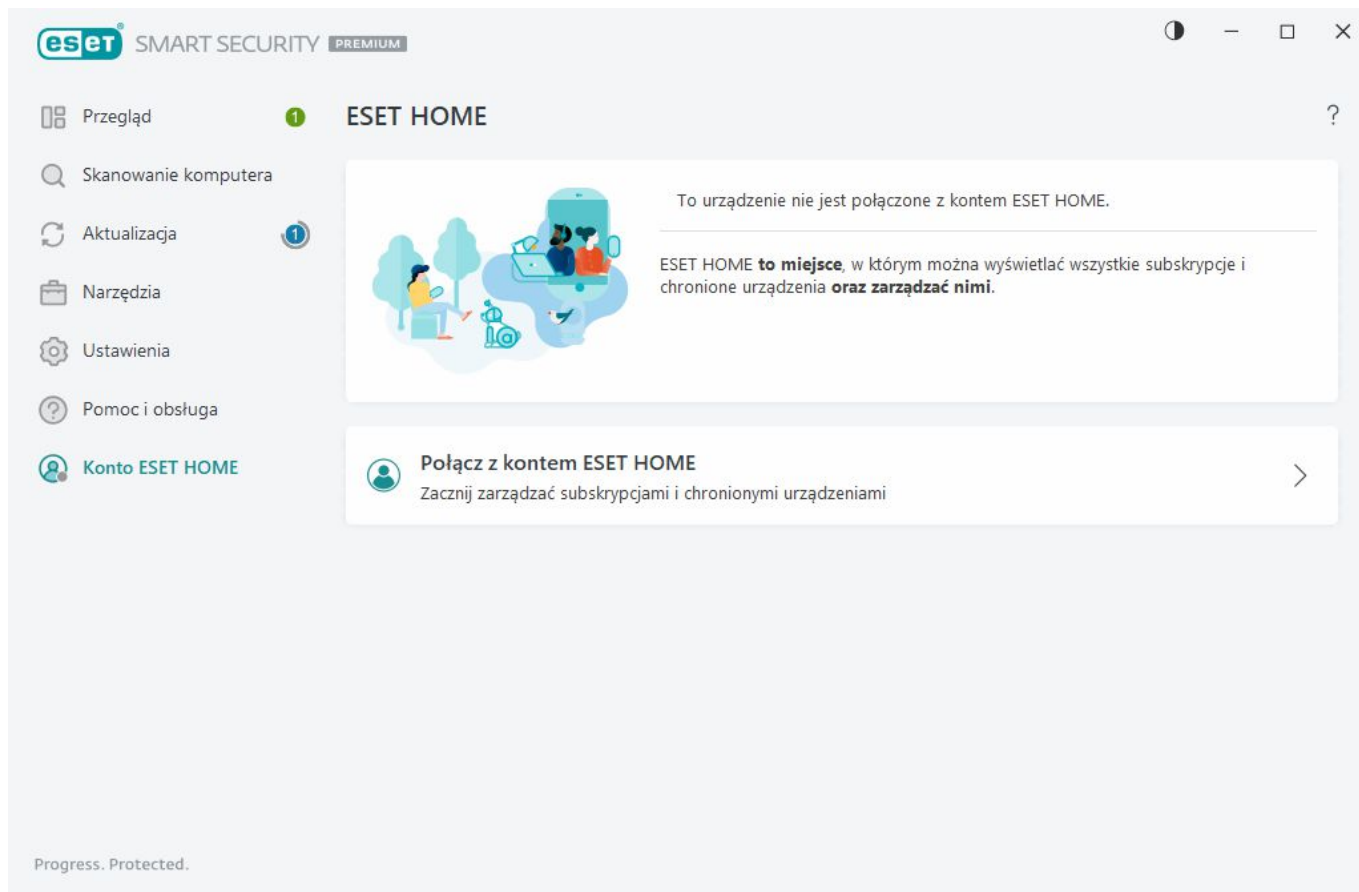 eset® SMART SECURITY PREMIUM
Przegląd 1
Skanowanie komputera
Aktualizacja 1
Narzędzia
Ustawienia
Pomoc i obsługa
Konto ESET HOME
ESET HOME ?
To urządzenie nie jest połączone z kontem ESET HOME.
ESET HOME to miejsce, w którym można wyświetlać wszystkie subskrypcje i
chronione urządzenia oraz zarządzać nimi.
Połącz z kontem ESET HOME
Zacznij zarządzać subskrypcjami i chronionymi urządzeniami
Progress. Protected.